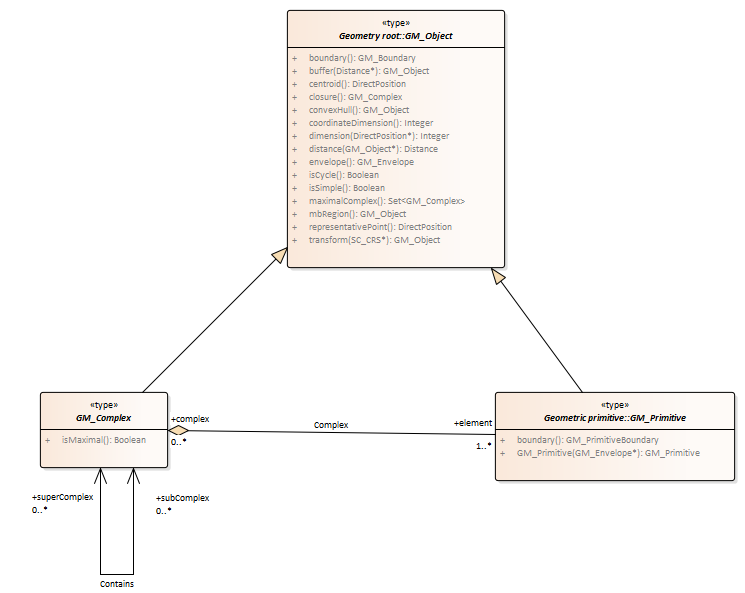 «type»
Geometry root::GM_Object
+ boundary(): GM_Boundary
+ buffer(Distance*): GM_Object
+ centroid(): DirectPosition
+ closure(): GM_Complex
+ convexHull(): GM_Object
+ coordinateDimension(): Integer
+ dimension(DirectPosition*): Integer
+ distance(GM_Object*): Distance
+ envelope(): GM_Envelope
+ isCycle(): Boolean
+ isSimple(): Boolean
+ maximalComplex(): Set<GM_Complex>
+ mbRegion(): GM_Object
+ representativePoint(): DirectPosition
+ transform(SC_CRS*): GM_Object
«type»
GM_Complex
+ isMaximal(): Boolean
+complex
0..*
Complex
+element
1..*
«type»
Geometric primitive::GM_Primitive
+ boundary(): GM_PrimitiveBoundary
+ GM_Primitive(GM_Envelope*): GM_Primitive
+superComplex
0..*
+subComplex
0..*
Contains